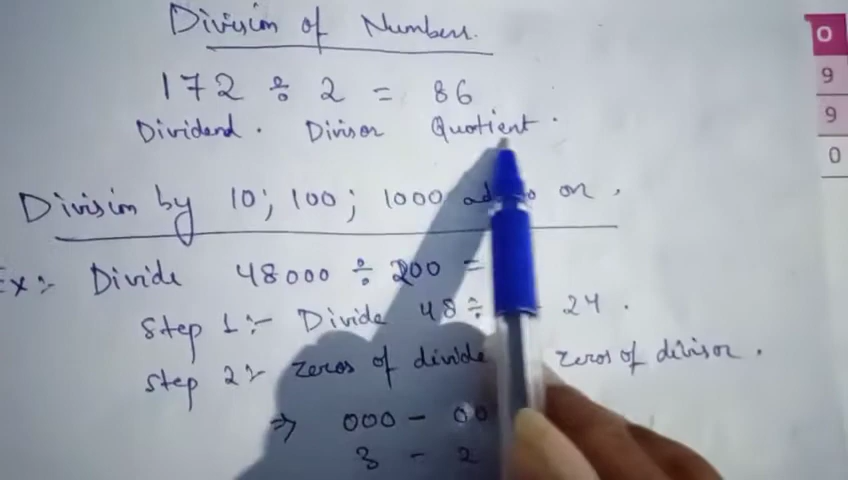 Division of Numbers.
172 ÷ 2 = 86
Dividend. Divisor Quotient.
Division by 10; 100; 1000 on,
Ex:- Divide 48000 ÷ 200 =
Step 1:- Divide 48 ÷ 24.
Step 2:- Zeros of divide zeros of divisor.
⇒ 000 - 00
3 - 2
0
9
9
0